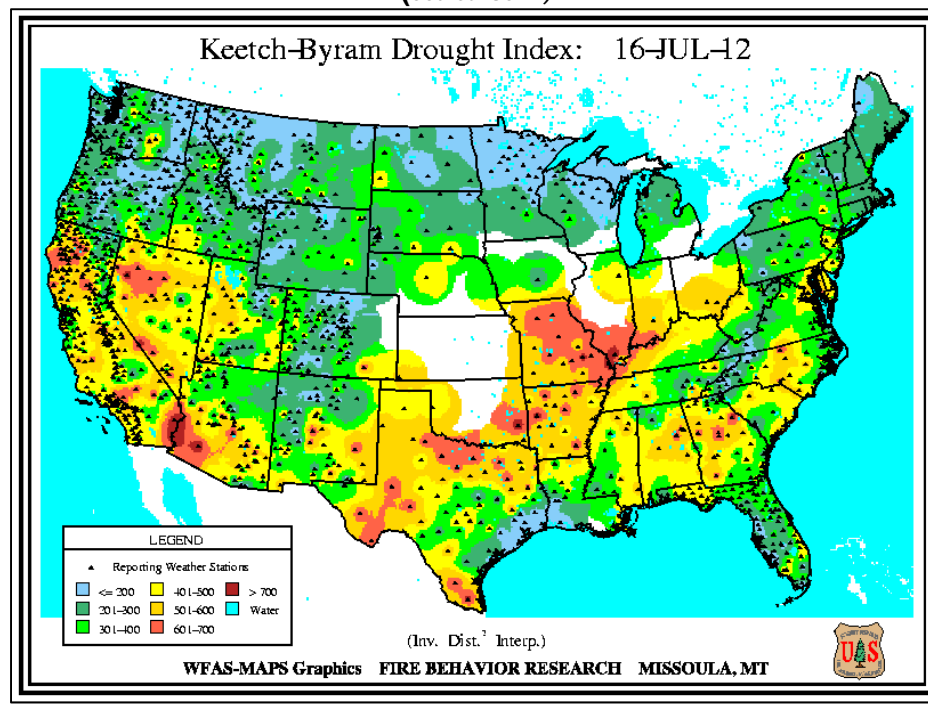 Keetch-Byram Drought Index: 16-JUL-12
LEGEND
Reporting Weather Stations
<= 200
401-500
> 700
201-300
501-600
Water
301-400
601-700
(Inv. Dist.² Interp.)
WFAS-MAPS Graphics FIRE BEHAVIOR RESEARCH MISSOULA, MT
U S